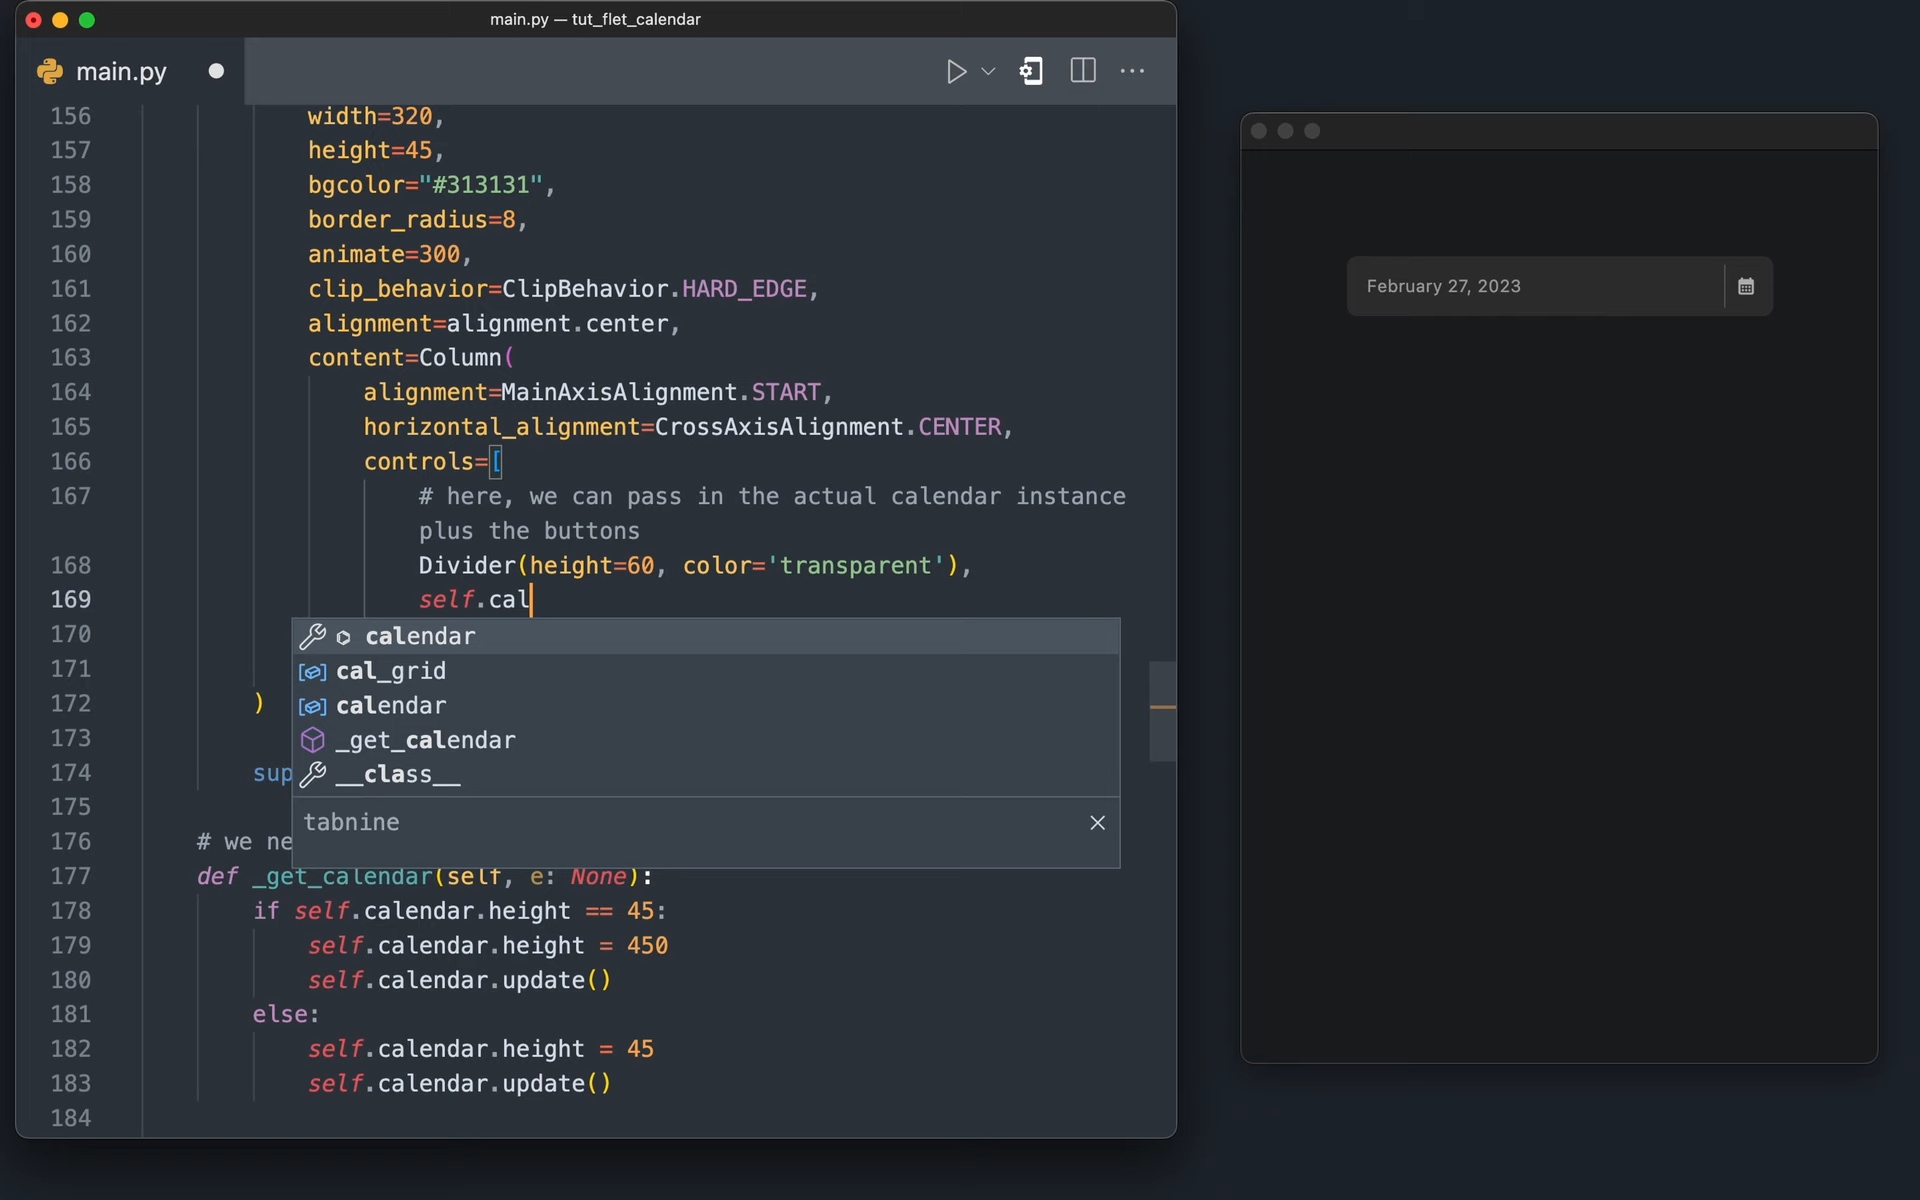 main.py — tut_flet_calendar
main.py
156 width=320,
157 height=45,
158 bgcolor="#313131",
159 border_radius=8,
160 animate=300,
161 clip_behavior=ClipBehavior.HARD_EDGE,
162 alignment=alignment.center,
163 content=Column(
164 alignment=MainAxisAlignment.START,
165 horizontal_alignment=CrossAxisAlignment.CENTER,
166 controls=[
167 # here, we can pass in the actual calendar instance
plus the buttons
168 Divider(height=60, color='transparent'),
169 self.cal
170 calendar
171 cal_grid
172 ) calendar
173 _get_calendar
174 sup __class__
175 tabnine
176 # we ne
177 def _get_calendar(self, e: None):
178 if self.calendar.height == 45:
179 self.calendar.height = 450
180 self.calendar.update()
181 else:
182 self.calendar.height = 45
183 self.calendar.update()
184
February 27, 2023